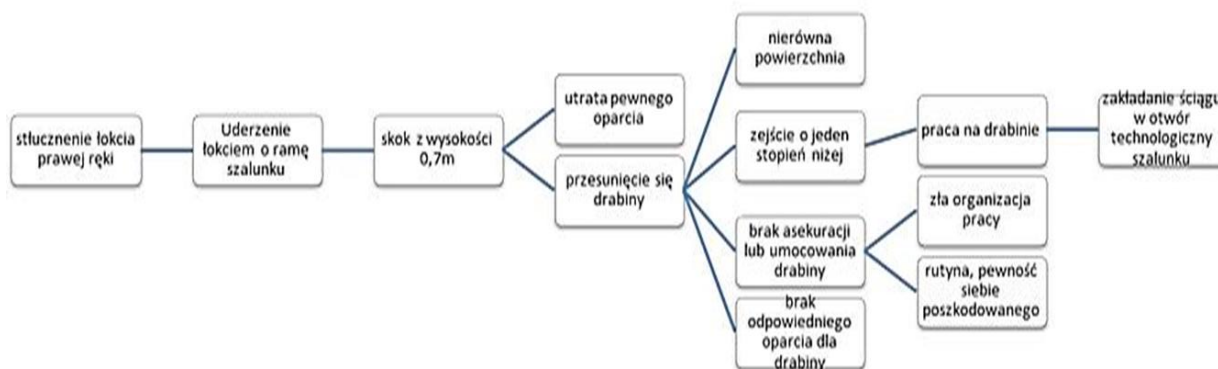 stłucznenie łokcia
prawej ręki
Uderzenie
łokciem o ramę
szalunku
skok z wysokości
0,7m
utrata pewnego
oparcia
przesunięcie się
drabiny
nierówna
powierzchnia
zejście o jeden
stopień niżej
brak asekuracji
lub umocowania
drabiny
brak
odpowiedniego
oparcia dla
drabiny
praca na drabinie
zła organizacja
pracy
rutyna, pewność
siebie
poszkodowanego
zakładanie ściągu
w otwór
technologiczny
szalunku